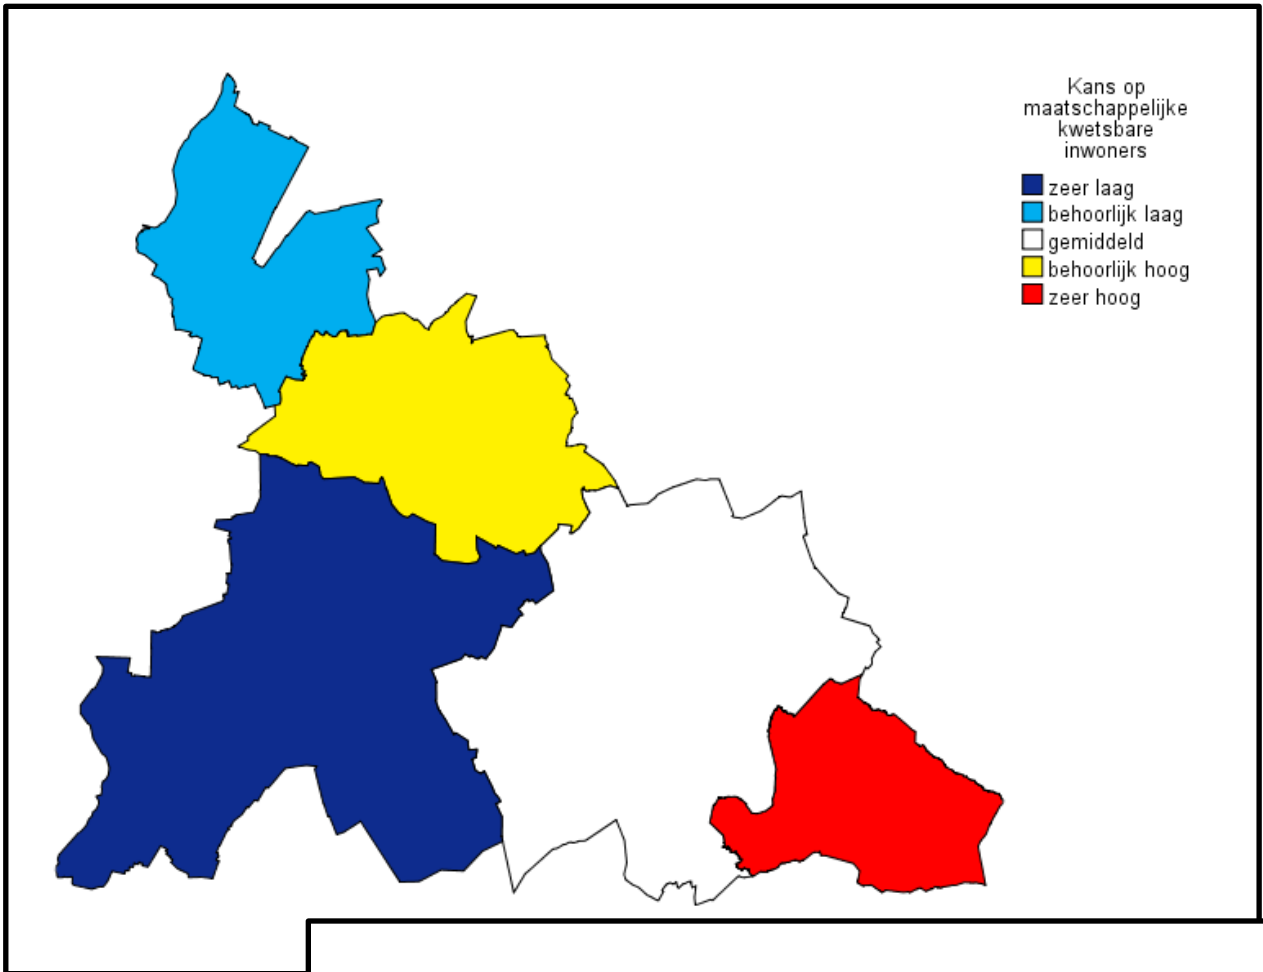 Kans op
maatschappelijke
kwetsbare
inwoners
zeer laag
behoorlijk laag
gemiddeld
behoorlijk hoog
zeer hoog